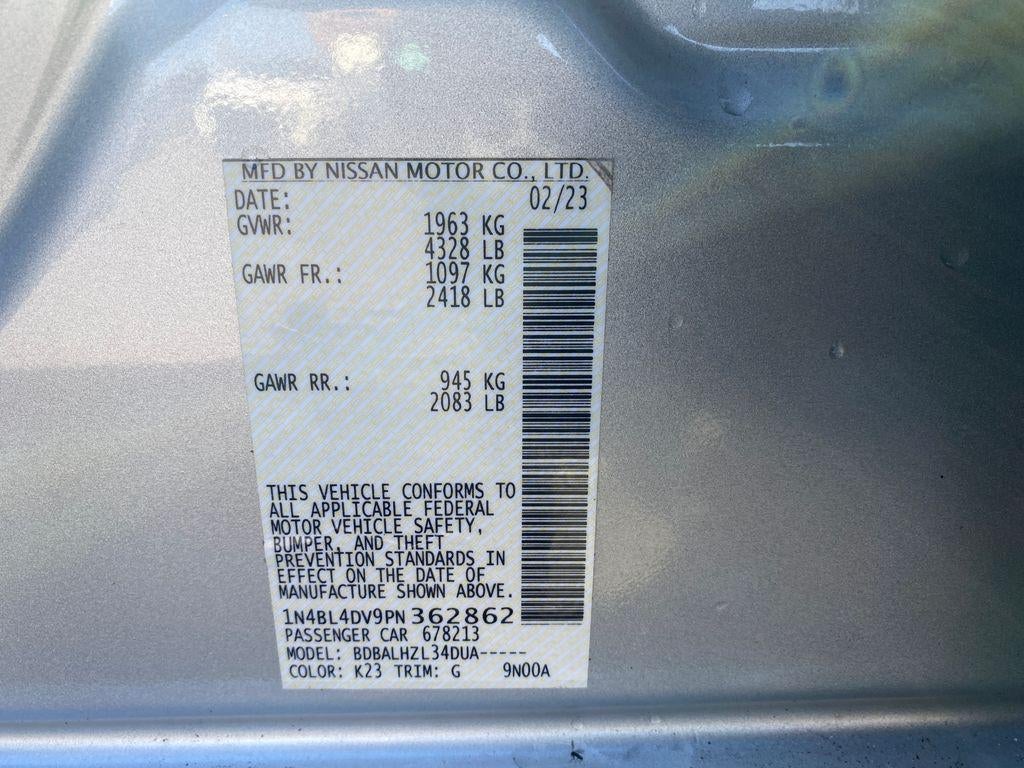 MFD BY NISSAN MOTOR CO., LTD.
DATE: 02/23
GVWR: 1963 KG
4328 LB
GAWR FR.: 1097 KG
2418 LB
GAWR RR.: 945 KG
2083 LB
THIS VEHICLE CONFORMS TO
ALL APPLICABLE FEDERAL
MOTOR VEHICLE SAFETY,
BUMPER, AND THEFT
PREVENTION STANDARDS IN
EFFECT ON THE DATE OF
MANUFACTURE SHOWN ABOVE.
1N4BL4DV9PN362862
PASSENGER CAR 678213
MODEL: BDBALHZL34DUA-----
COLOR: K23 TRIM: G 9N00A